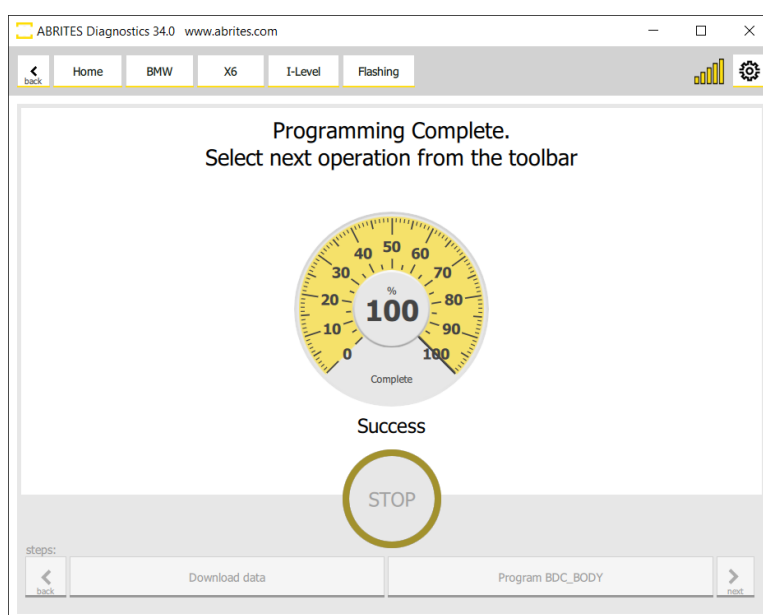 ABRITES Diagnostics 34.0 www.abrites.com
back
Home
BMW
X6
I-Level
Flashing
Programming Complete.
Select next operation from the toolbar
0
10
20
30
40
50
60
70
80
90
100
%
100
Complete
Success
STOP
steps:
back
Download data
Program BDC_BODY
next